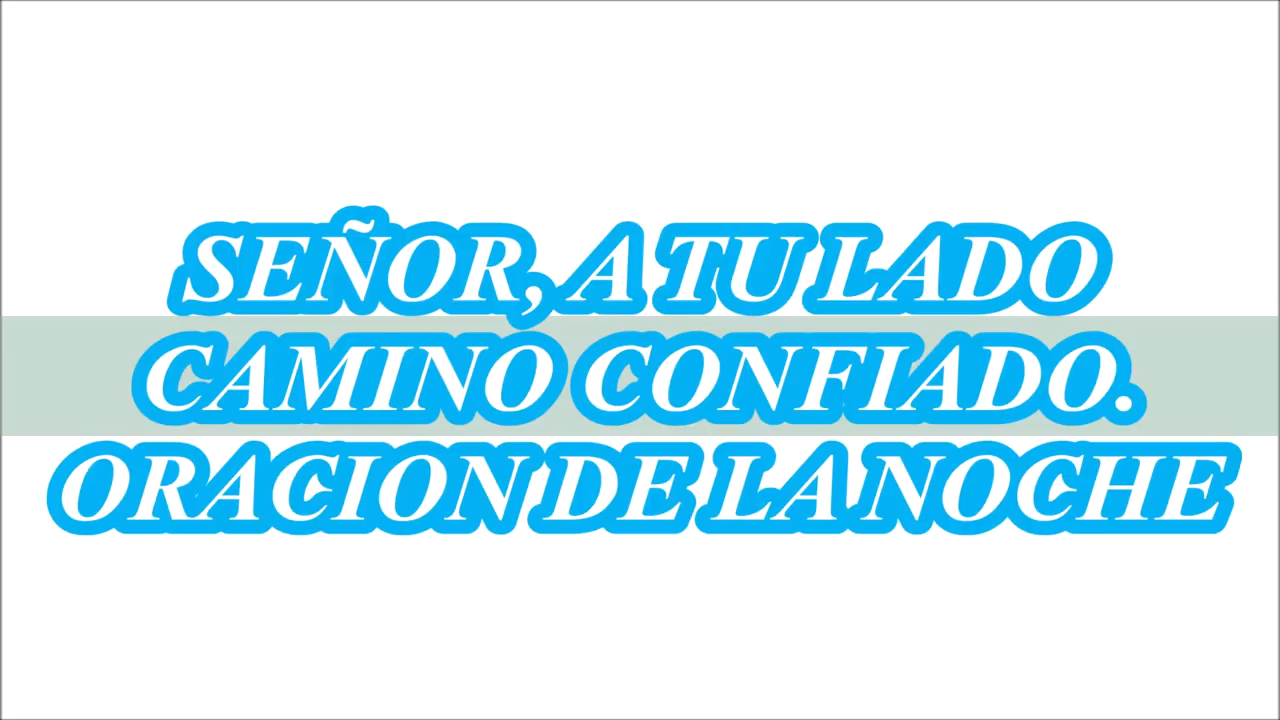 SEÑOR, A TU LADO
CAMINO CONFIADO.
ORACION DE LA NOCHE